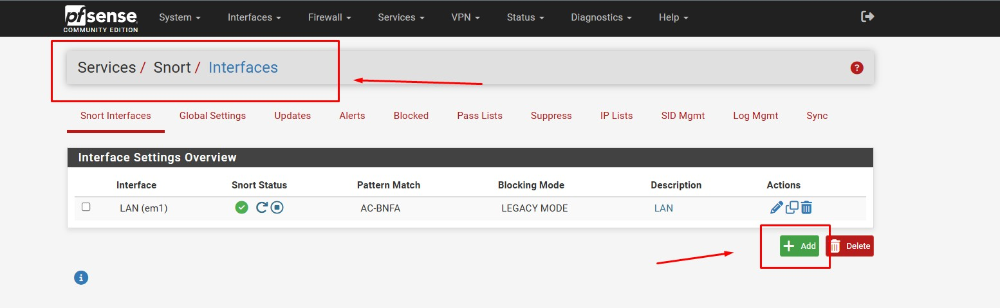 pfsense System Interfaces Firewall Services VPN Status Diagnostics Help
COMMUNITY EDITION
Services / Snort / Interfaces ?
Snort Interfaces Global Settings Updates Alerts Blocked Pass Lists Suppress IP Lists SID Mgmt Log Mgmt Sync
Interface Settings Overview
Interface Snort Status Pattern Match Blocking Mode Description Actions
LAN (em1) AC-BNFA LEGACY MODE LAN
+ Add Delete
i